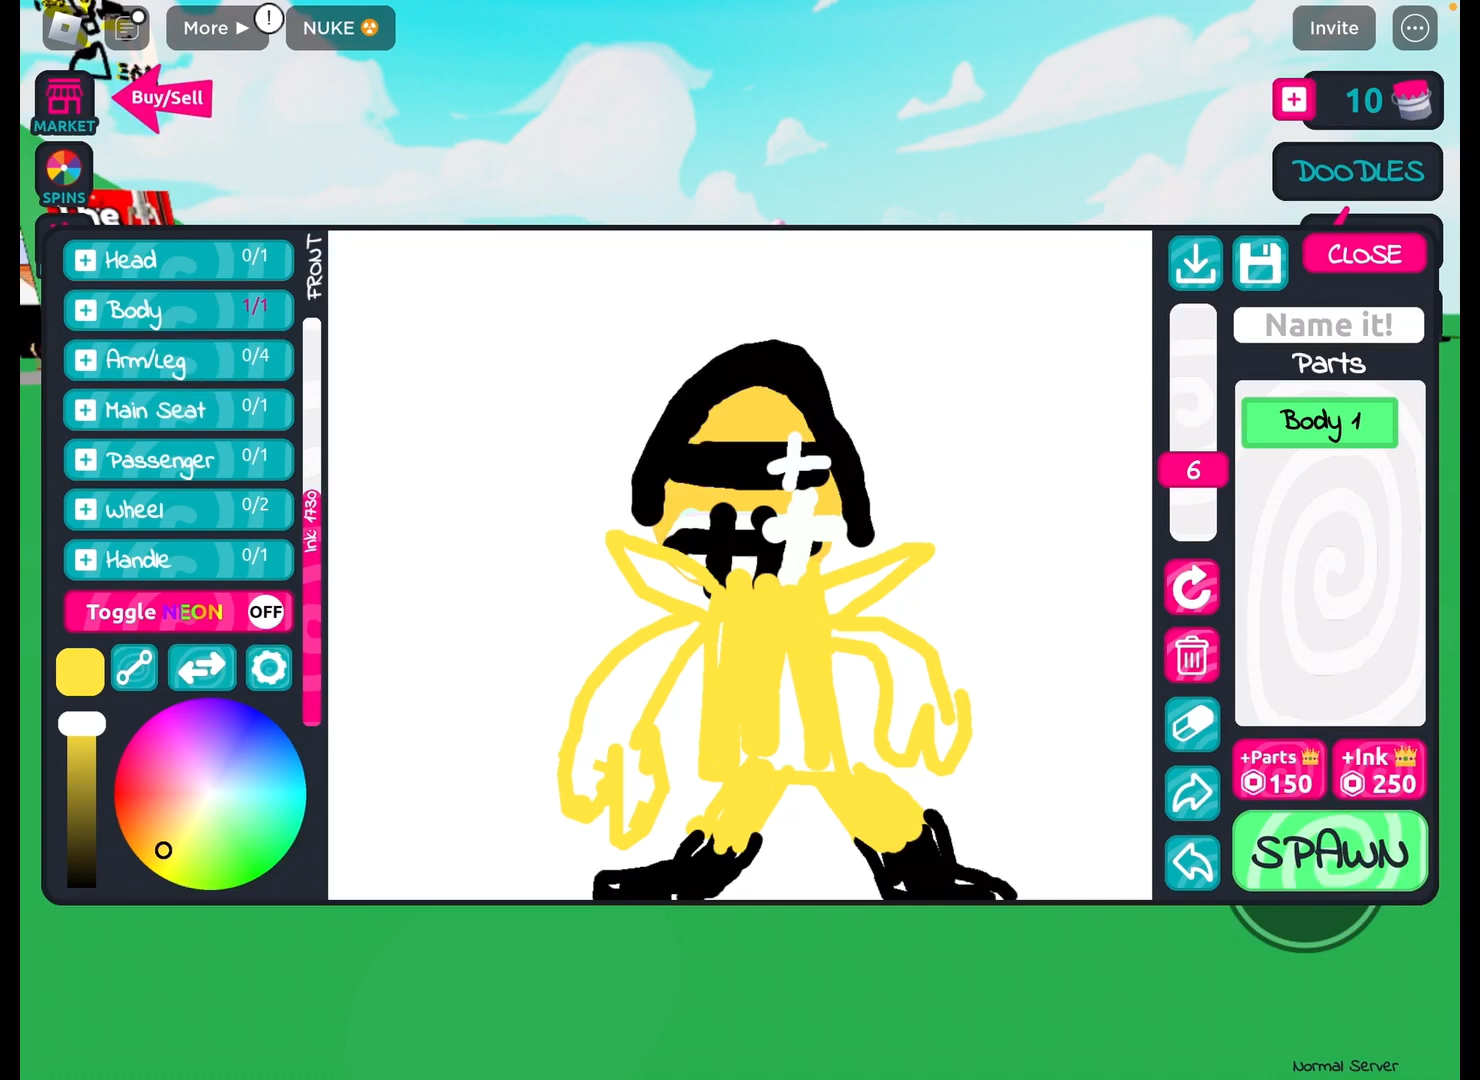 More ▶
!
NUKE ☢
Invite
Buy/Sell
MARKET
10
SPINS
The
DOODLES
Head 0/1
Body 1/1
Arm/Leg 0/4
Main Seat 0/1
Passenger 0/1
Wheel 0/2
Handle 0/1
Toggle NEON OFF
FRONT
Ink: 1730
CLOSE
Name it!
Parts
Body 1
6
+Parts
150
+Ink
250
SPAWN
Normal Server